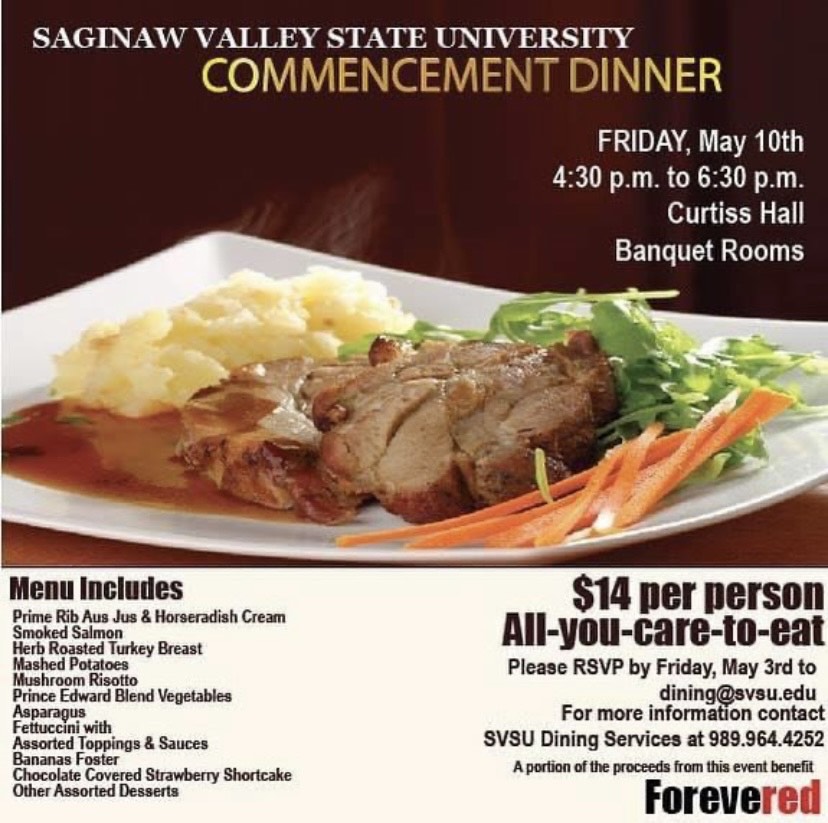 SAGINAW VALLEY STATE UNIVERSITY
COMMENCEMENT DINNER
FRIDAY, May 10th
4:30 p.m. to 6:30 p.m.
Curtiss Hall
Banquet Rooms
Menu Includes
Prime Rib Aus Jus & Horseradish Cream
Smoked Salmon
Herb Roasted Turkey Breast
Mashed Potatoes
Mushroom Risotto
Prince Edward Blend Vegetables
Asparagus
Fettuccini with
Assorted Toppings & Sauces
Bananas Foster
Chocolate Covered Strawberry Shortcake
Other Assorted Desserts
$14 per person
All-you-care-to-eat
Please RSVP by Friday, May 3rd to
dining@svsu.edu
For more information contact
SVSU Dining Services at 989.964.4252
A portion of the proceeds from this event benefit
Forevered